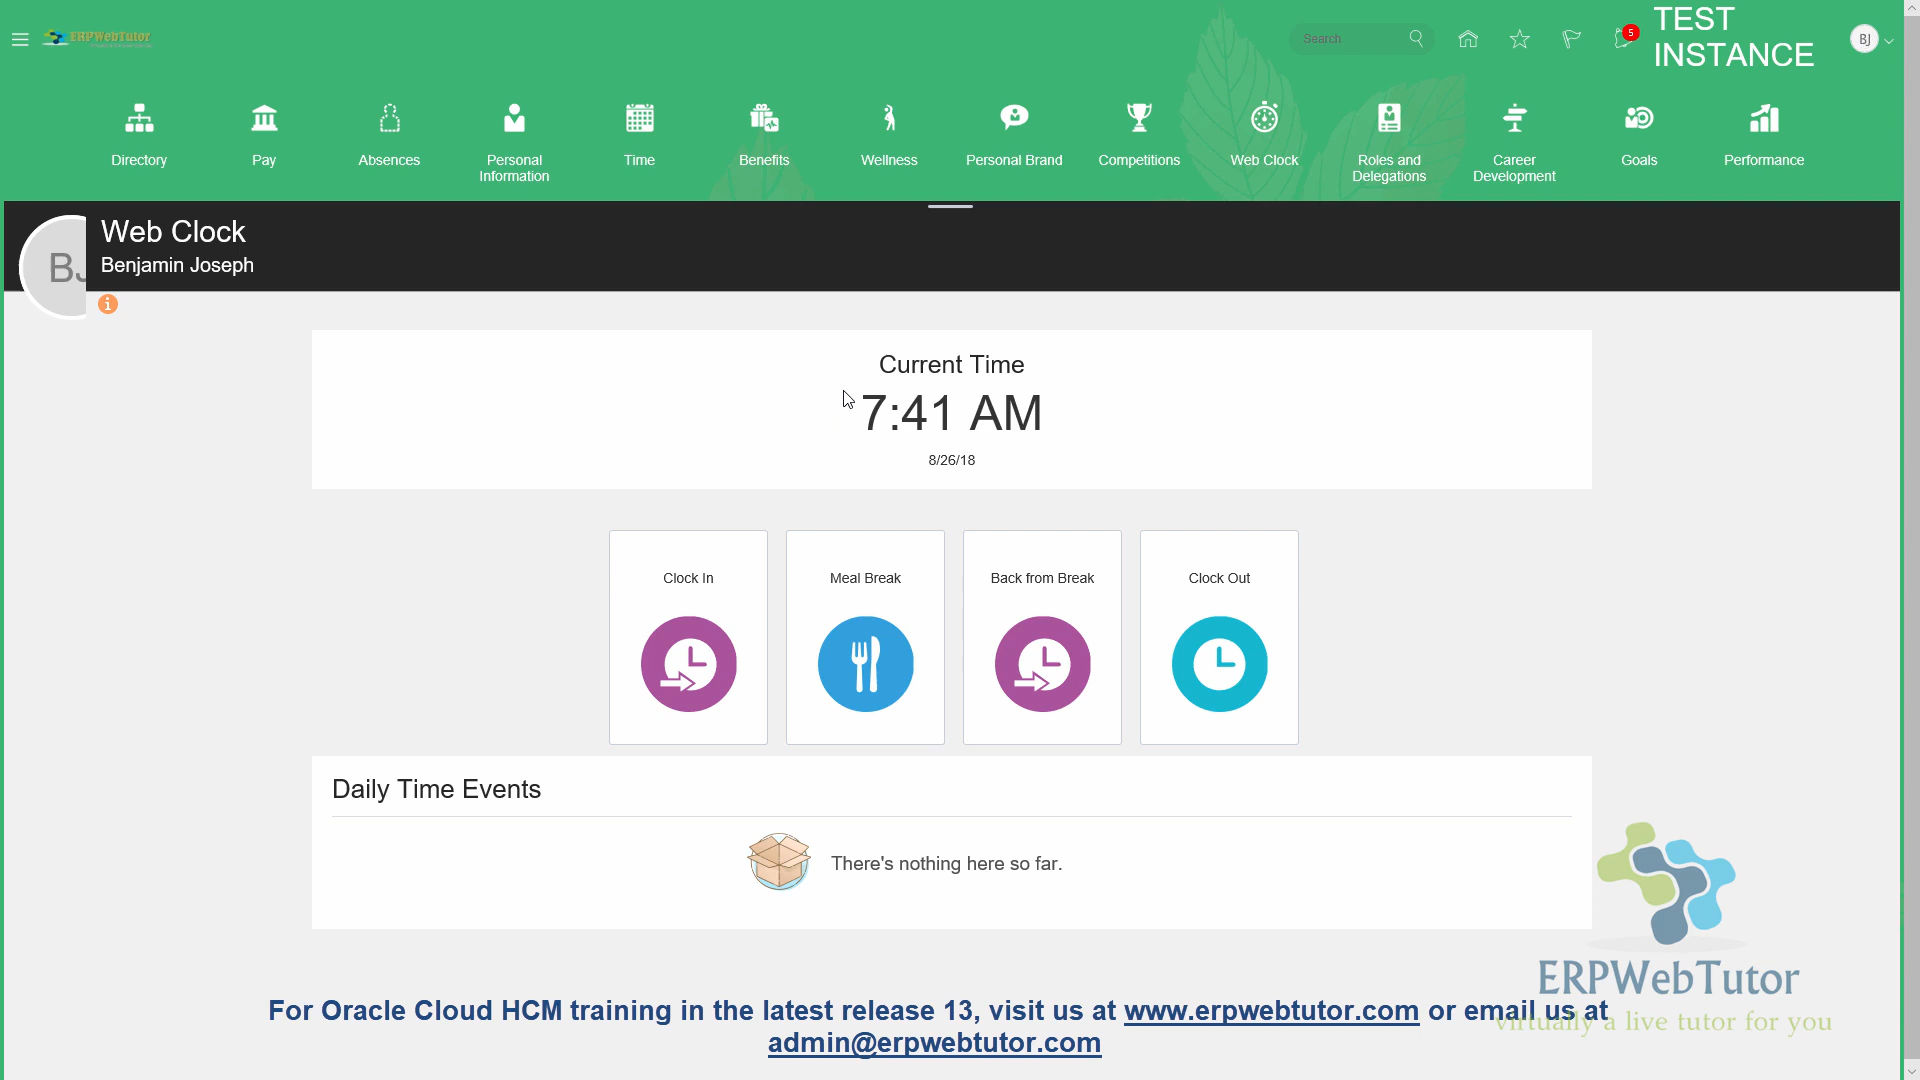 ERPWebTutor
Search
5
TEST
INSTANCE
BJ
Directory
Pay
Absences
Personal
Information
Time
Benefits
Wellness
Personal Brand
Competitions
Web Clock
Roles and
Delegations
Career
Development
Goals
Performance
BJ
Web Clock
Benjamin Joseph
Current Time
7:41 AM
8/26/18
Clock In
Meal Break
Back from Break
Clock Out
Daily Time Events
There's nothing here so far.
ERPWebTutor
virtually a live tutor for you
For Oracle Cloud HCM training in the latest release 13, visit us at www.erpwebtutor.com or email us at
admin@erpwebtutor.com